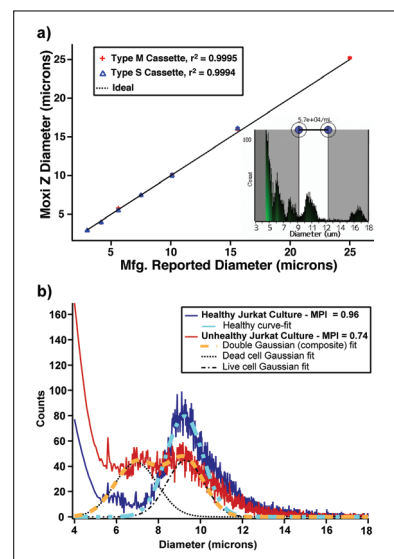 a)
25
20
15
10
5
Moxi Z Diameter (microns)
Type M Cassette, r² = 0.9995
Type S Cassette, r² = 0.9994
Ideal
5.7e+04/mL
100
Count
3 5 7 9 11 12 14 16 18
Diameter (um)
5 10 15 20 25
Mfg. Reported Diameter (microns)
b)
160
140
120
100
80
60
40
20
0
Counts
Healthy Jurkat Culture - MPI = 0.96
Healthy curve-fit
Unhealthy Jurkat Culture - MPI = 0.74
Double Gaussian (composite) fit
Dead cell Gaussian fit
Live cell Gaussian fit
4 6 8 10 12 14 16 18
Diameter (microns)